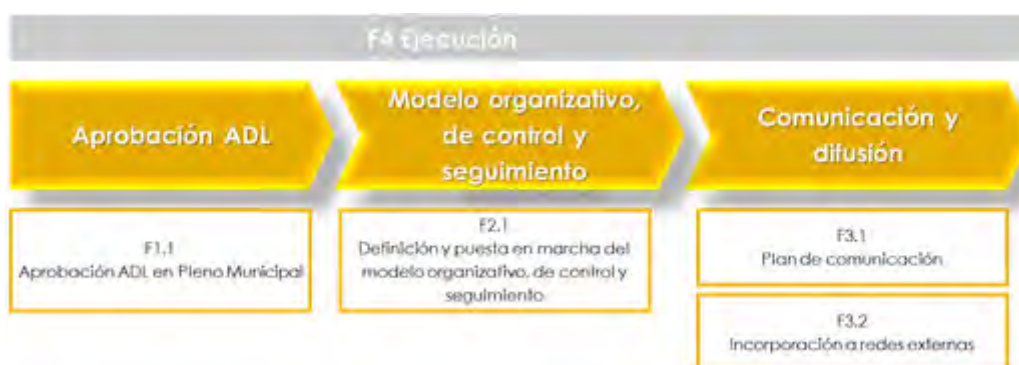 F4 Ejecución
Aprobación ADL
Modelo organizativo,
de control y
seguimiento
Comunicación y
difusión
F1.1
Aprobación ADL en Pleno Municipal
F2.1
Definición y puesta en marcha del
modelo organizativo, de control y
seguimiento
F3.1
Plan de comunicación
F3.2
Incorporación a redes externas